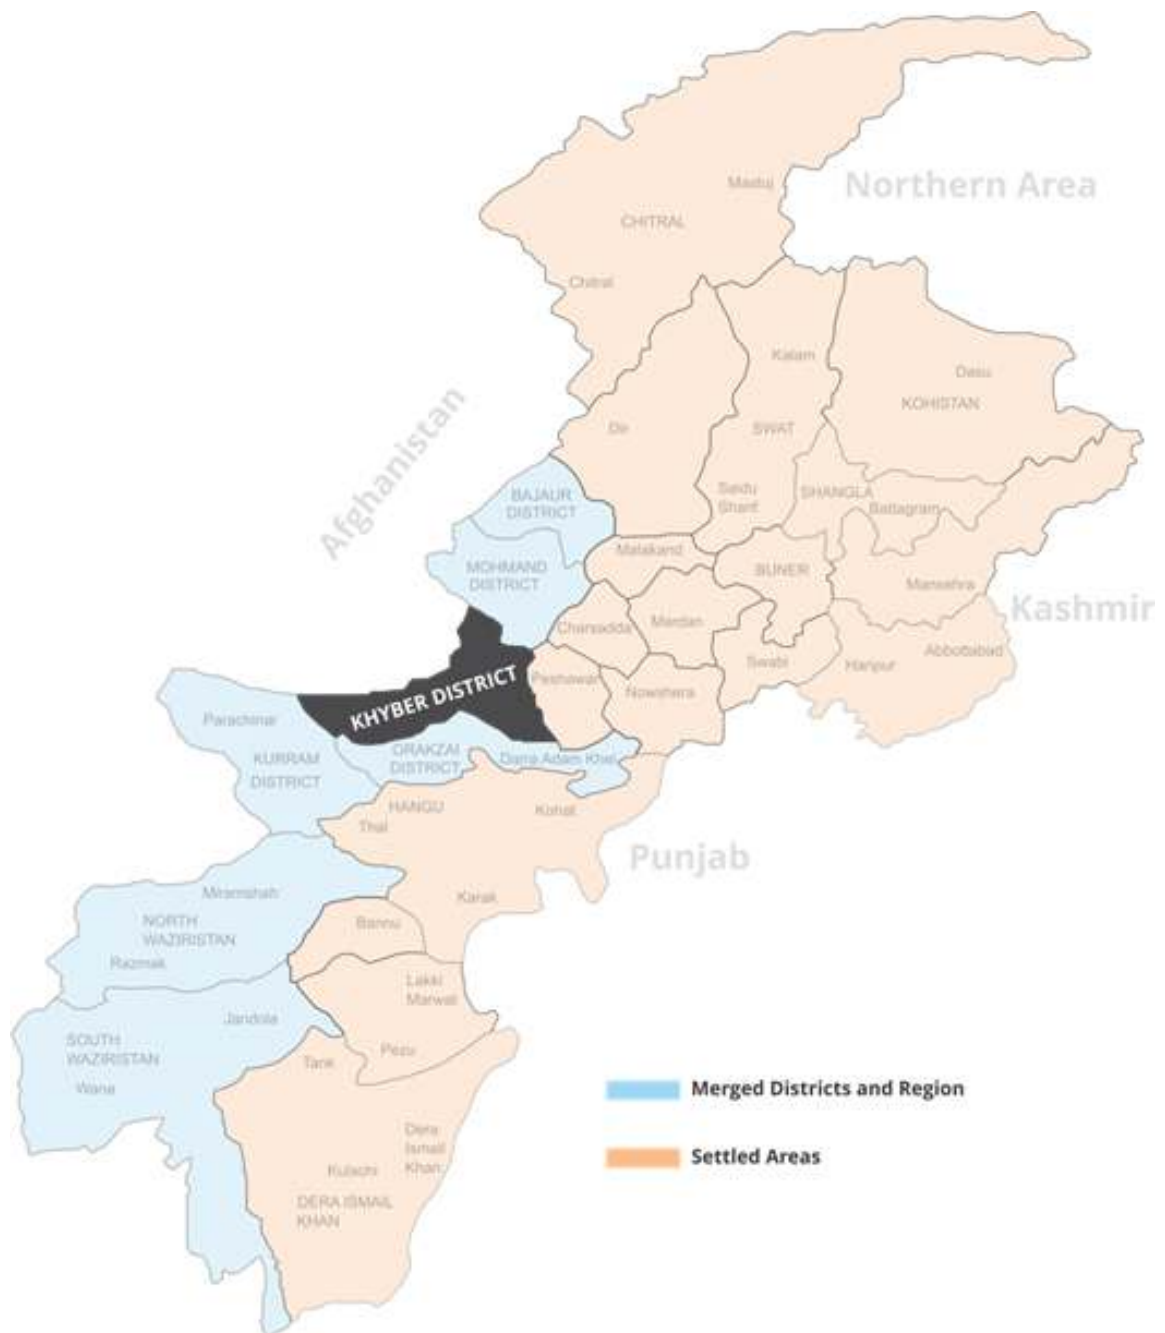 Northern Area
Mastuj
CHITRAL
Chitral
Kalam
Dasu
KOHISTAN
Afghanistan
De
SWAT
Saidu
Sharif
SHANGLA
Battagram
BAJAUR
DISTRICT
Malakand
BUNER
MOHMAND
DISTRICT
Mansehra
Kashmir
Charsadda
Mardan
Swabi
Haripur
Abbottabad
KHYBER DISTRICT
Peshawar
Nowshera
Parachinar
KURRAM
DISTRICT
ORAKZAI
DISTRICT
Darra Adam Khel
HANGU
Thal
Kohat
Punjab
Miramshah
Karak
NORTH
WAZIRISTAN
Bannu
Razmak
Lakki
Marwat
Jandola
SOUTH
WAZIRISTAN
Pezu
Tank
Wana
Merged Districts and Region
Dera
Ismail
Khan
Settled Areas
Kulachi
DERA ISMAIL
KHAN